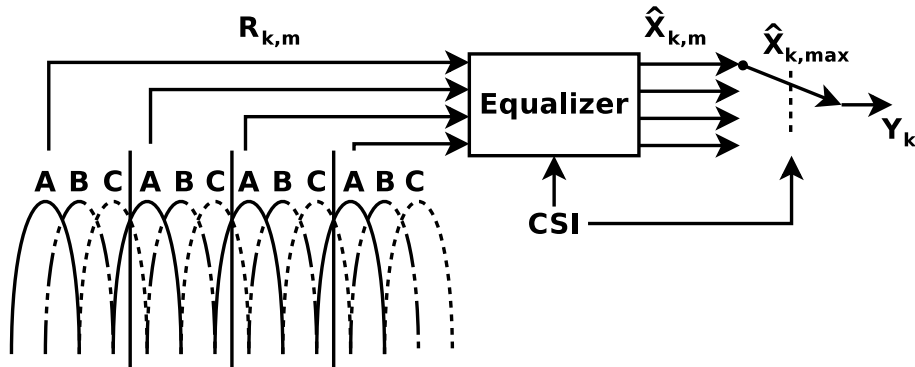 R_{k,m}
X̂_{k,m}
X̂_{k,max}
Equalizer
Y_k
A B C A B C A B C A B C
CSI